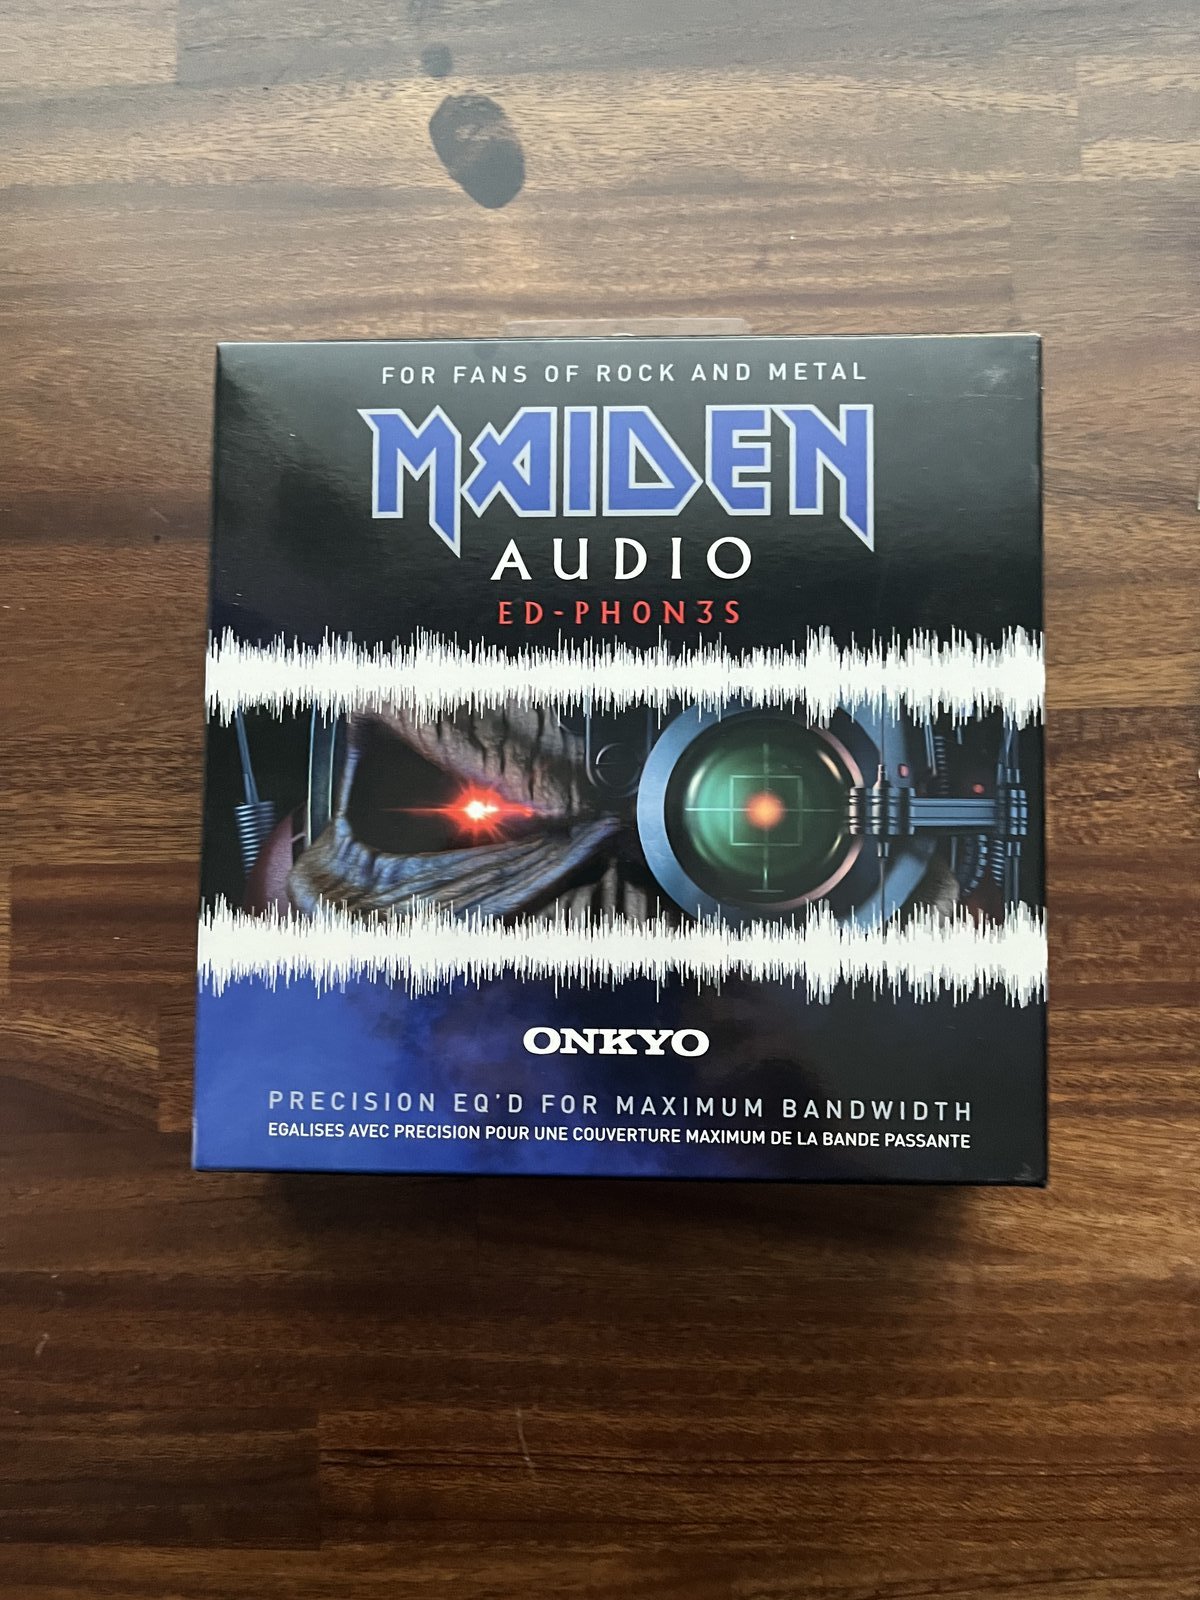 FOR FANS OF ROCK AND METAL
MAIDEN
AUDIO
ED-PH0N3S
ONKYO
PRECISION EQ'D FOR MAXIMUM BANDWIDTH
EGALISES AVEC PRECISION POUR UNE COUVERTURE MAXIMUM DE LA BANDE PASSANTE